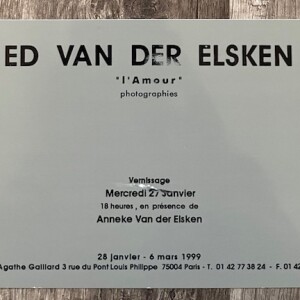 ED VAN DER ELSKEN
"l'Amour"
photographies
Vernissage
Mercredi 27 Janvier
18 heures, en présence de
Anneke Van der Elsken
28 janvier - 6 mars 1999
Agathe Gaillard 3 rue du Pont Louis Philippe 75004 Paris - T. 01 42 77 38 24 - F. 01 42